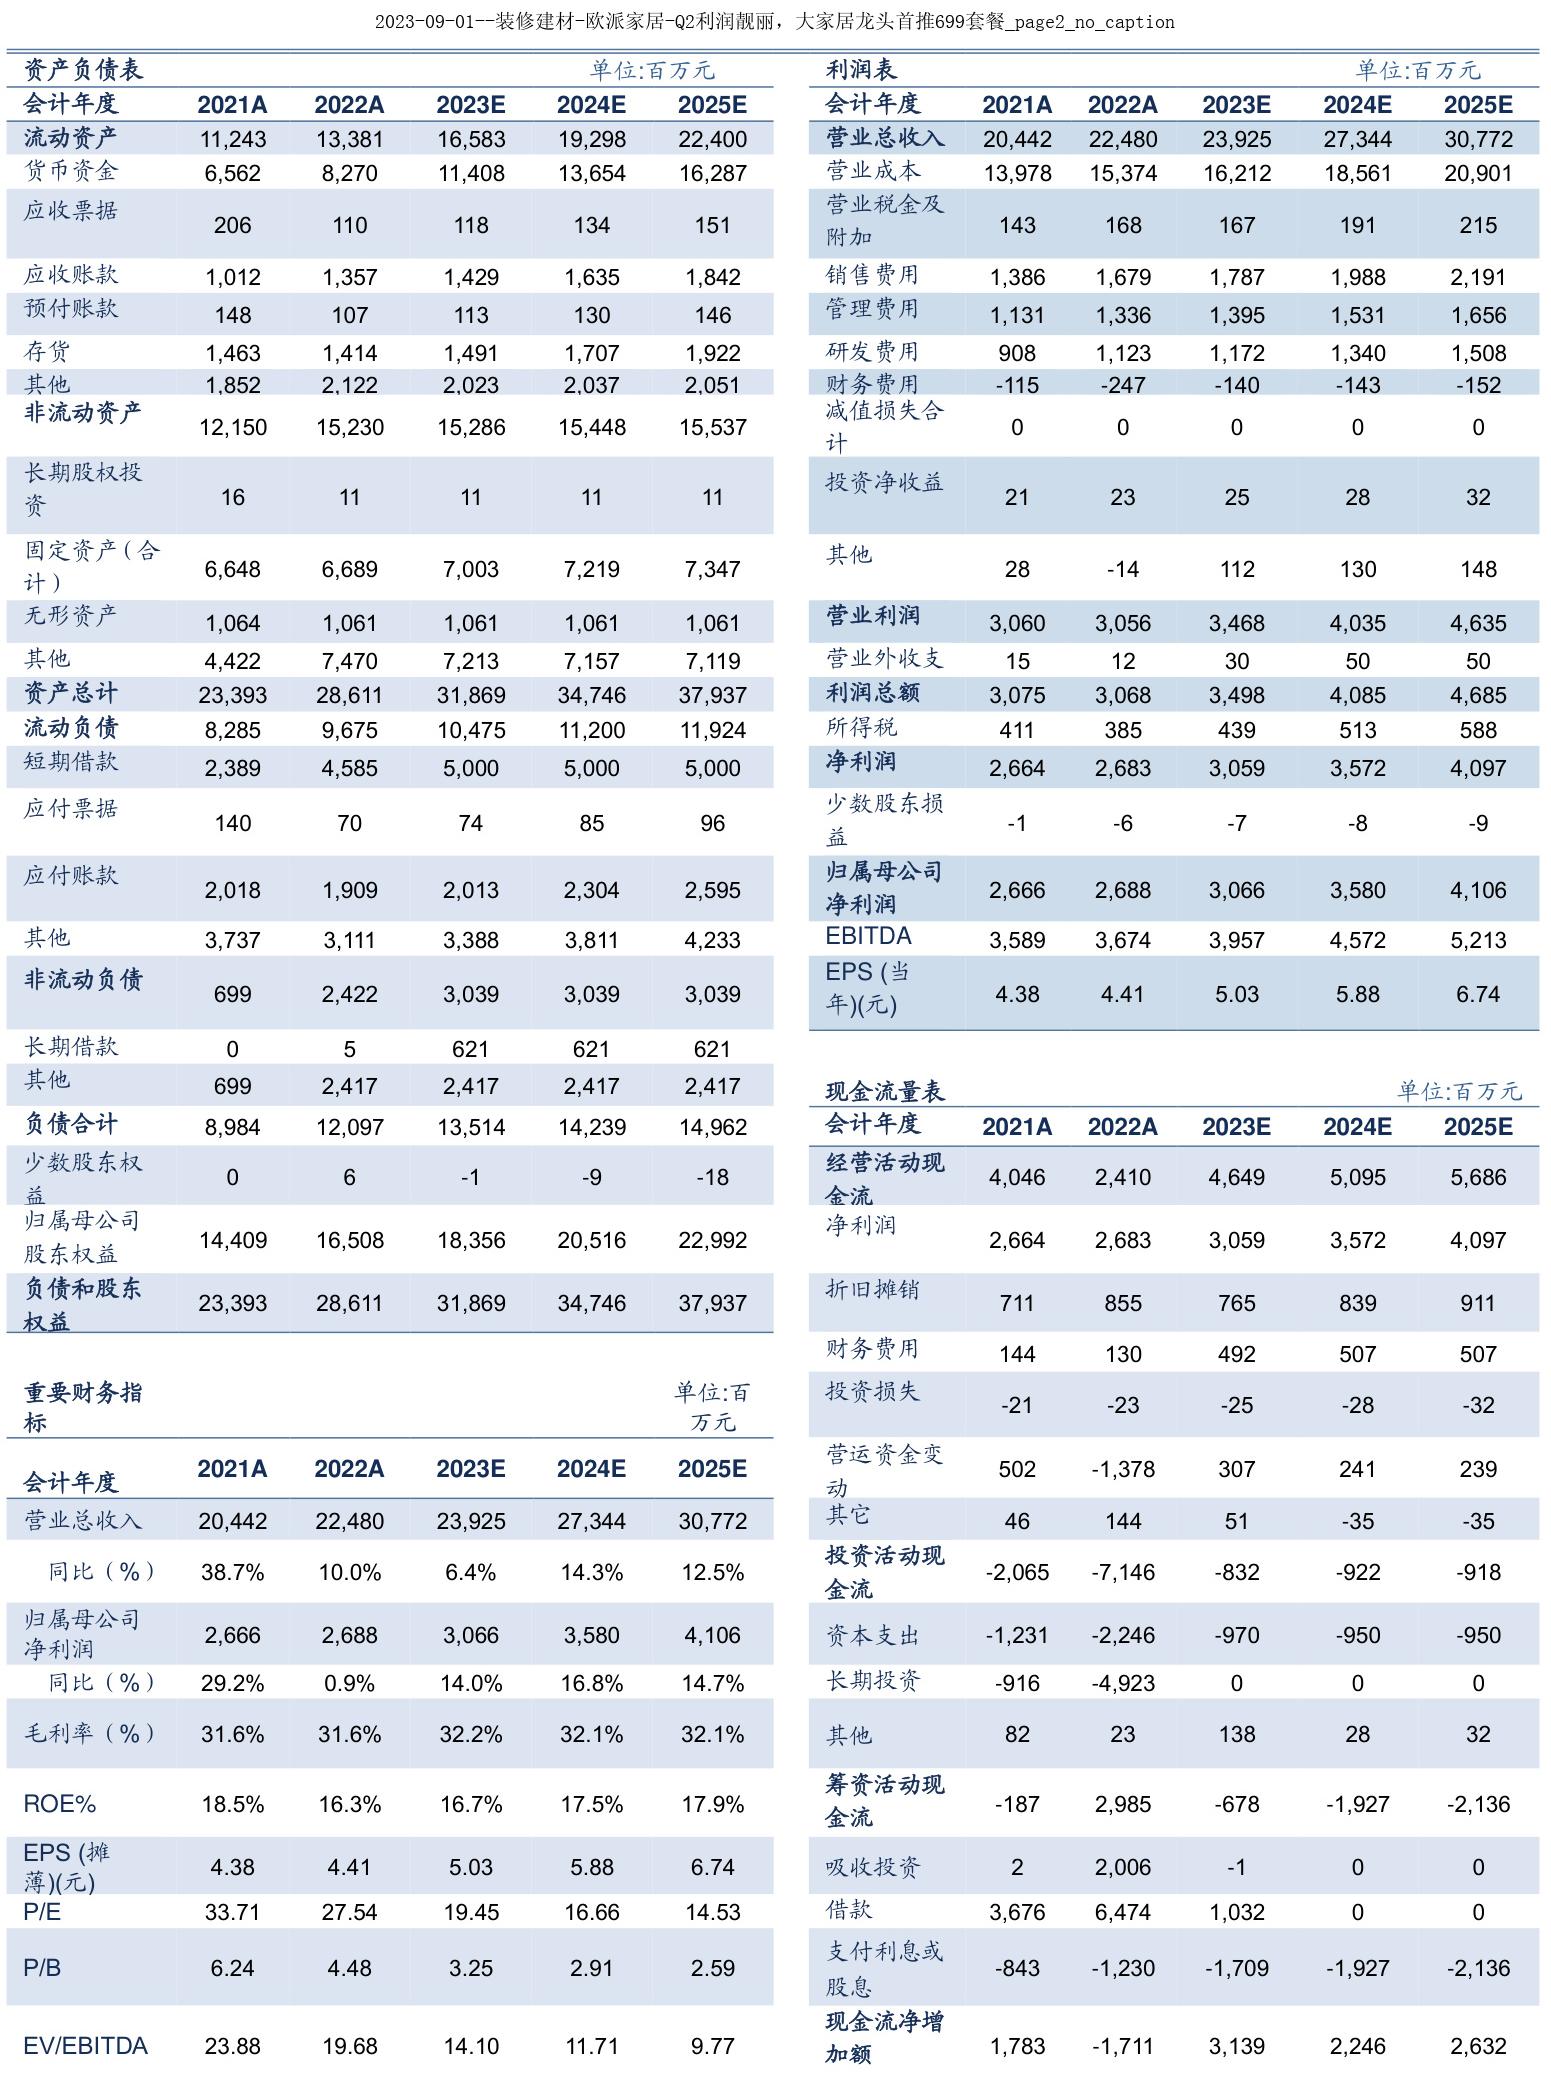 2023-09-01--装修建材-欧派家居-Q2利润靓丽，大家居龙头首推699套餐_page2_no_caption
资产负债表 单位:百万元
会计年度 2021A 2022A 2023E 2024E 2025E
流动资产 11,243 13,381 16,583 19,298 22,400
货币资金 6,562 8,270 11,408 13,654 16,287
应收票据 206 110 118 134 151
应收账款 1,012 1,357 1,429 1,635 1,842
预付账款 148 107 113 130 146
存货 1,463 1,414 1,491 1,707 1,922
其他 1,852 2,122 2,023 2,037 2,051
非流动资产 12,150 15,230 15,286 15,448 15,537
长期股权投
资 16 11 11 11 11
固定资产（合
计） 6,648 6,689 7,003 7,219 7,347
无形资产 1,064 1,061 1,061 1,061 1,061
其他 4,422 7,470 7,213 7,157 7,119
资产总计 23,393 28,611 31,869 34,746 37,937
流动负债 8,285 9,675 10,475 11,200 11,924
短期借款 2,389 4,585 5,000 5,000 5,000
应付票据 140 70 74 85 96
应付账款 2,018 1,909 2,013 2,304 2,595
其他 3,737 3,111 3,388 3,811 4,233
非流动负债 699 2,422 3,039 3,039 3,039
长期借款 0 5 621 621 621
其他 699 2,417 2,417 2,417 2,417
负债合计 8,984 12,097 13,514 14,239 14,962
少数股东权
益 0 6 -1 -9 -18
归属母公司
股东权益 14,409 16,508 18,356 20,516 22,992
负债和股东
权益 23,393 28,611 31,869 34,746 37,937
重要财务指
标 单位:百
万元
会计年度 2021A 2022A 2023E 2024E 2025E
营业总收入 20,442 22,480 23,925 27,344 30,772
同比（%） 38.7% 10.0% 6.4% 14.3% 12.5%
归属母公司
净利润 2,666 2,688 3,066 3,580 4,106
同比（%） 29.2% 0.9% 14.0% 16.8% 14.7%
毛利率（%） 31.6% 31.6% 32.2% 32.1% 32.1%
ROE% 18.5% 16.3% 16.7% 17.5% 17.9%
EPS (摊
薄)(元) 4.38 4.41 5.03 5.88 6.74
P/E 33.71 27.54 19.45 16.66 14.53
P/B 6.24 4.48 3.25 2.91 2.59
EV/EBITDA 23.88 19.68 14.10 11.71 9.77
利润表 单位:百万元
会计年度 2021A 2022A 2023E 2024E 2025E
营业总收入 20,442 22,480 23,925 27,344 30,772
营业成本 13,978 15,374 16,212 18,561 20,901
营业税金及
附加 143 168 167 191 215
销售费用 1,386 1,679 1,787 1,988 2,191
管理费用 1,131 1,336 1,395 1,531 1,656
研发费用 908 1,123 1,172 1,340 1,508
财务费用 -115 -247 -140 -143 -152
减值损失合
计 0 0 0 0 0
投资净收益 21 23 25 28 32
其他 28 -14 112 130 148
营业利润 3,060 3,056 3,468 4,035 4,635
营业外收支 15 12 30 50 50
利润总额 3,075 3,068 3,498 4,085 4,685
所得税 411 385 439 513 588
净利润 2,664 2,683 3,059 3,572 4,097
少数股东损
益 -1 -6 -7 -8 -9
归属母公司
净利润 2,666 2,688 3,066 3,580 4,106
EBITDA 3,589 3,674 3,957 4,572 5,213
EPS (当
年)(元) 4.38 4.41 5.03 5.88 6.74
现金流量表 单位:百万元
会计年度 2021A 2022A 2023E 2024E 2025E
经营活动现
金流 4,046 2,410 4,649 5,095 5,686
净利润 2,664 2,683 3,059 3,572 4,097
折旧摊销 711 855 765 839 911
财务费用 144 130 492 507 507
投资损失 -21 -23 -25 -28 -32
营运资金变
动 502 -1,378 307 241 239
其它 46 144 51 -35 -35
投资活动现
金流 -2,065 -7,146 -832 -922 -918
资本支出 -1,231 -2,246 -970 -950 -950
长期投资 -916 -4,923 0 0 0
其他 82 23 138 28 32
筹资活动现
金流 -187 2,985 -678 -1,927 -2,136
吸收投资 2 2,006 -1 0 0
借款 3,676 6,474 1,032 0 0
支付利息或
股息 -843 -1,230 -1,709 -1,927 -2,136
现金流净增
加额 1,783 -1,711 3,139 2,246 2,632